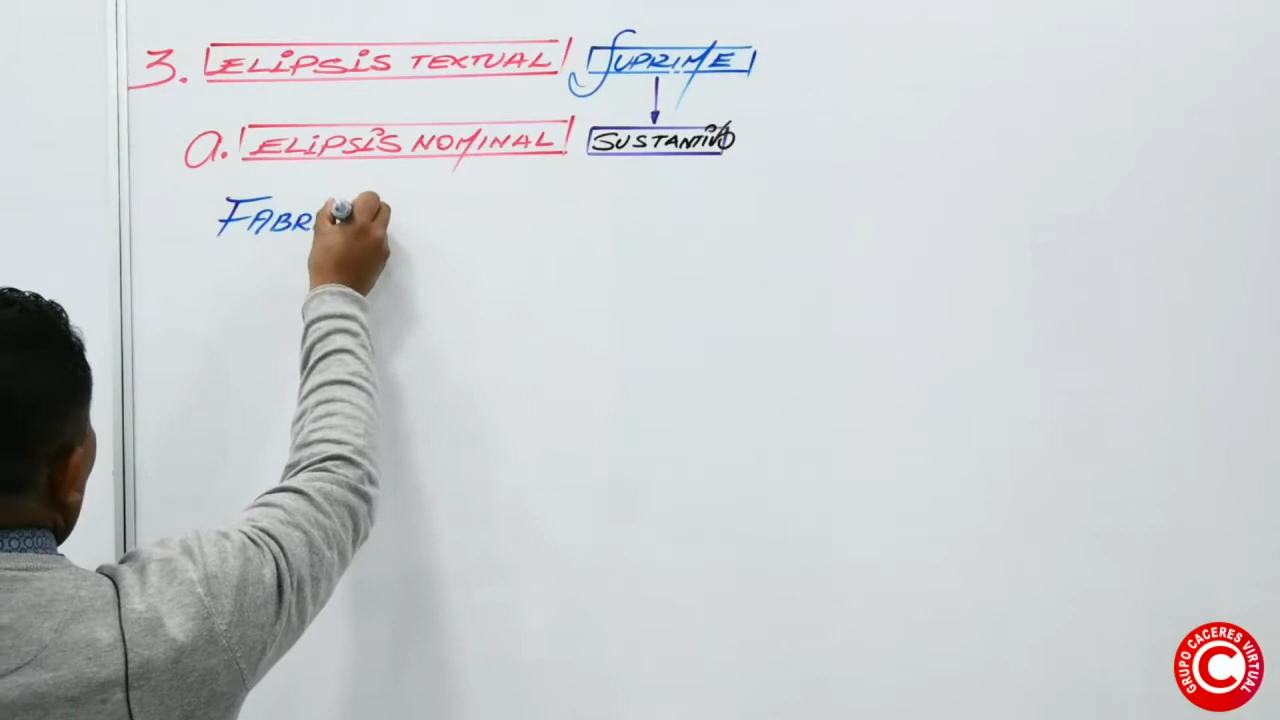 3. ELIPSIS TEXTUAL SUPRIME
a. ELIPSIS NOMINAL SUSTANTIVO
FABR
GRUPO CACERES VIRTUAL
C